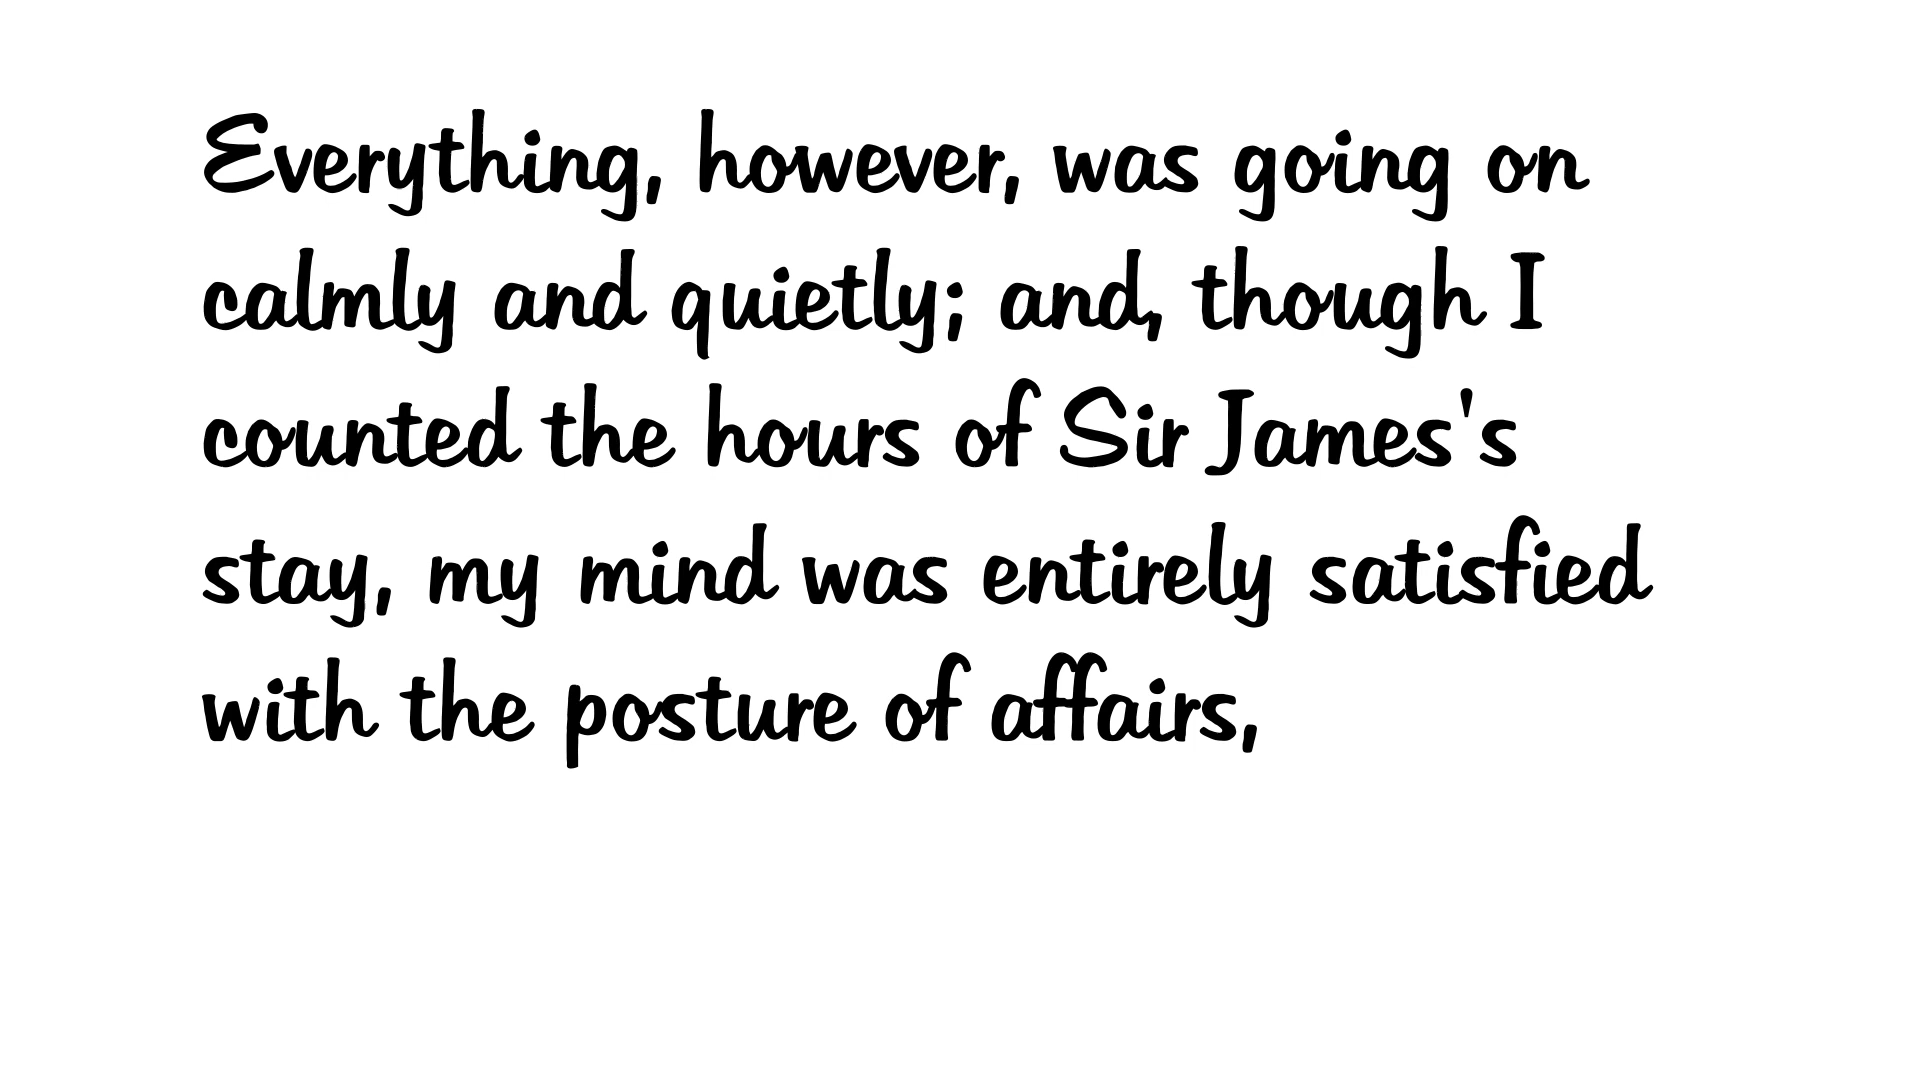 Everything, however, was going on
calmly and quietly; and, though I
counted the hours of Sir James's
stay, my mind was entirely satisfied
with the posture of affairs,